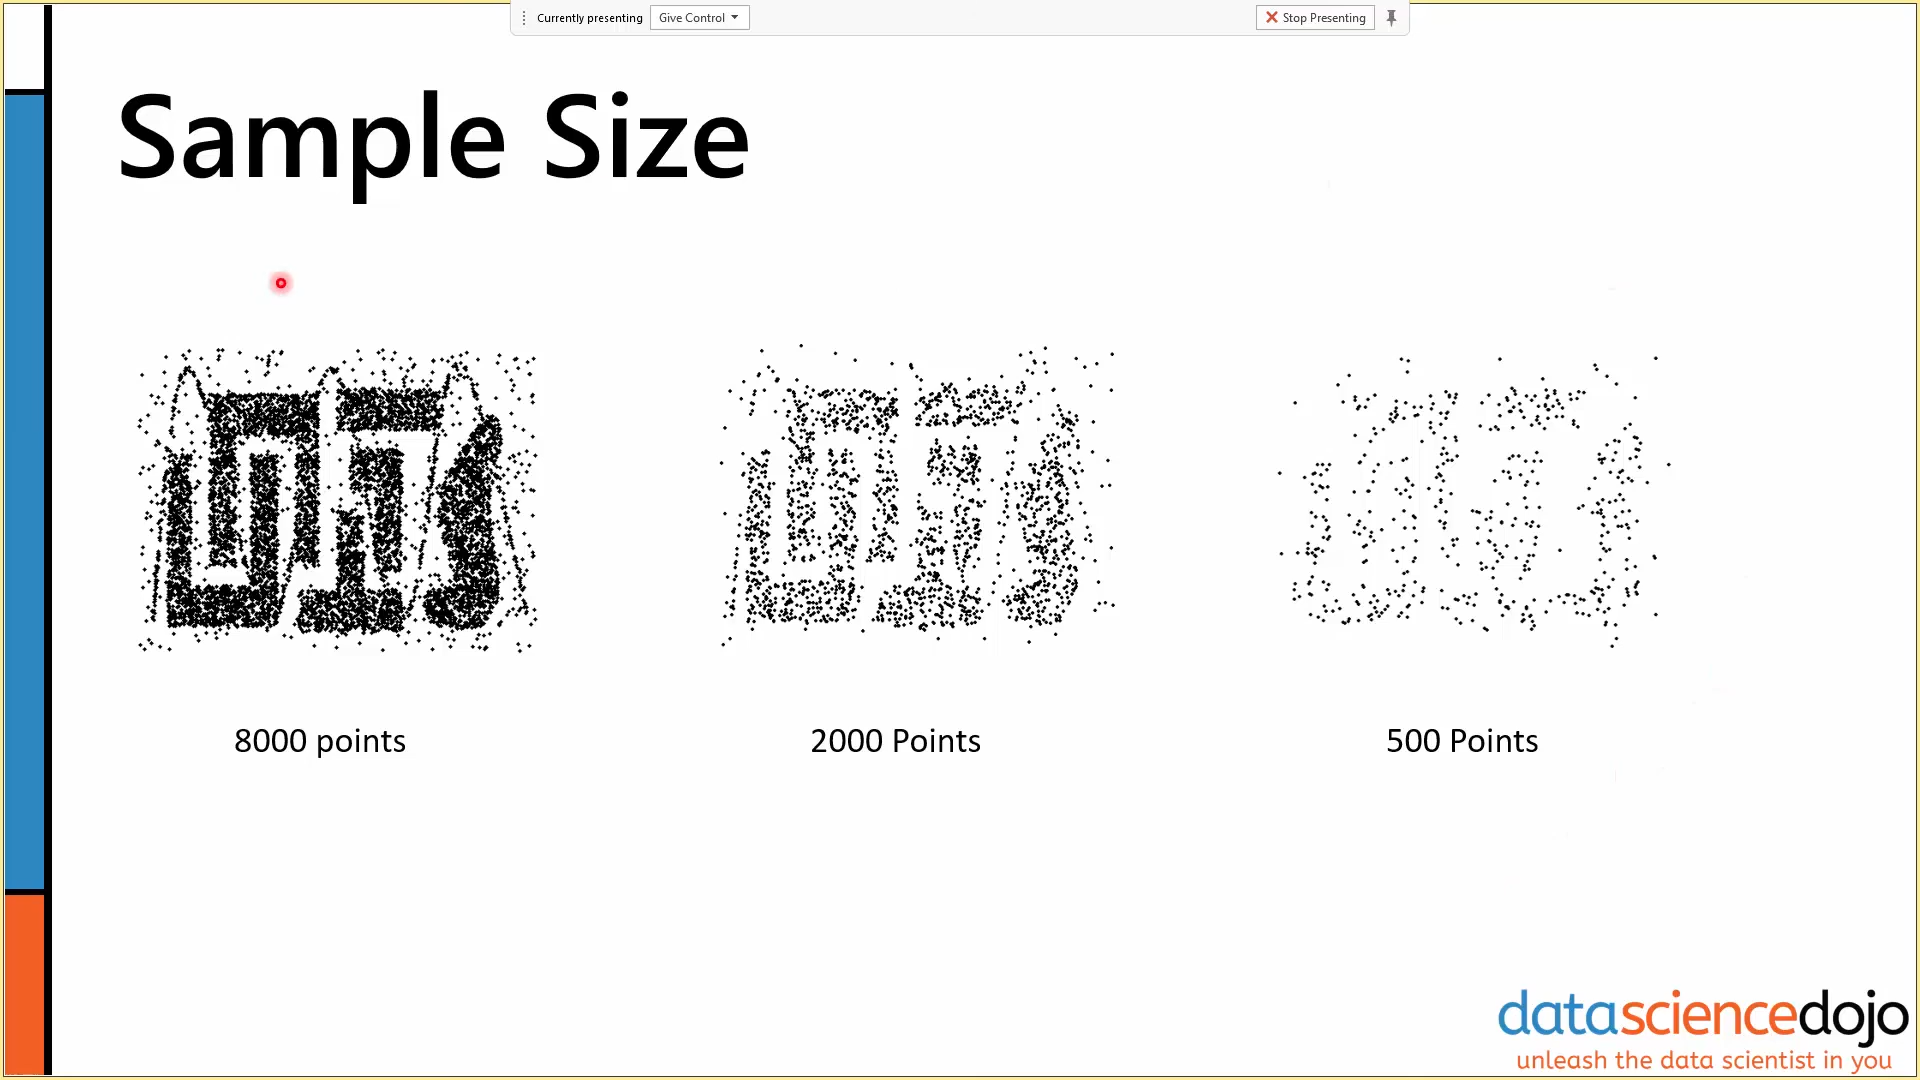 Currently presenting
Give Control
Stop Presenting
Sample Size
8000 points
2000 Points
500 Points
datasciencedojo
unleash the data scientist in you